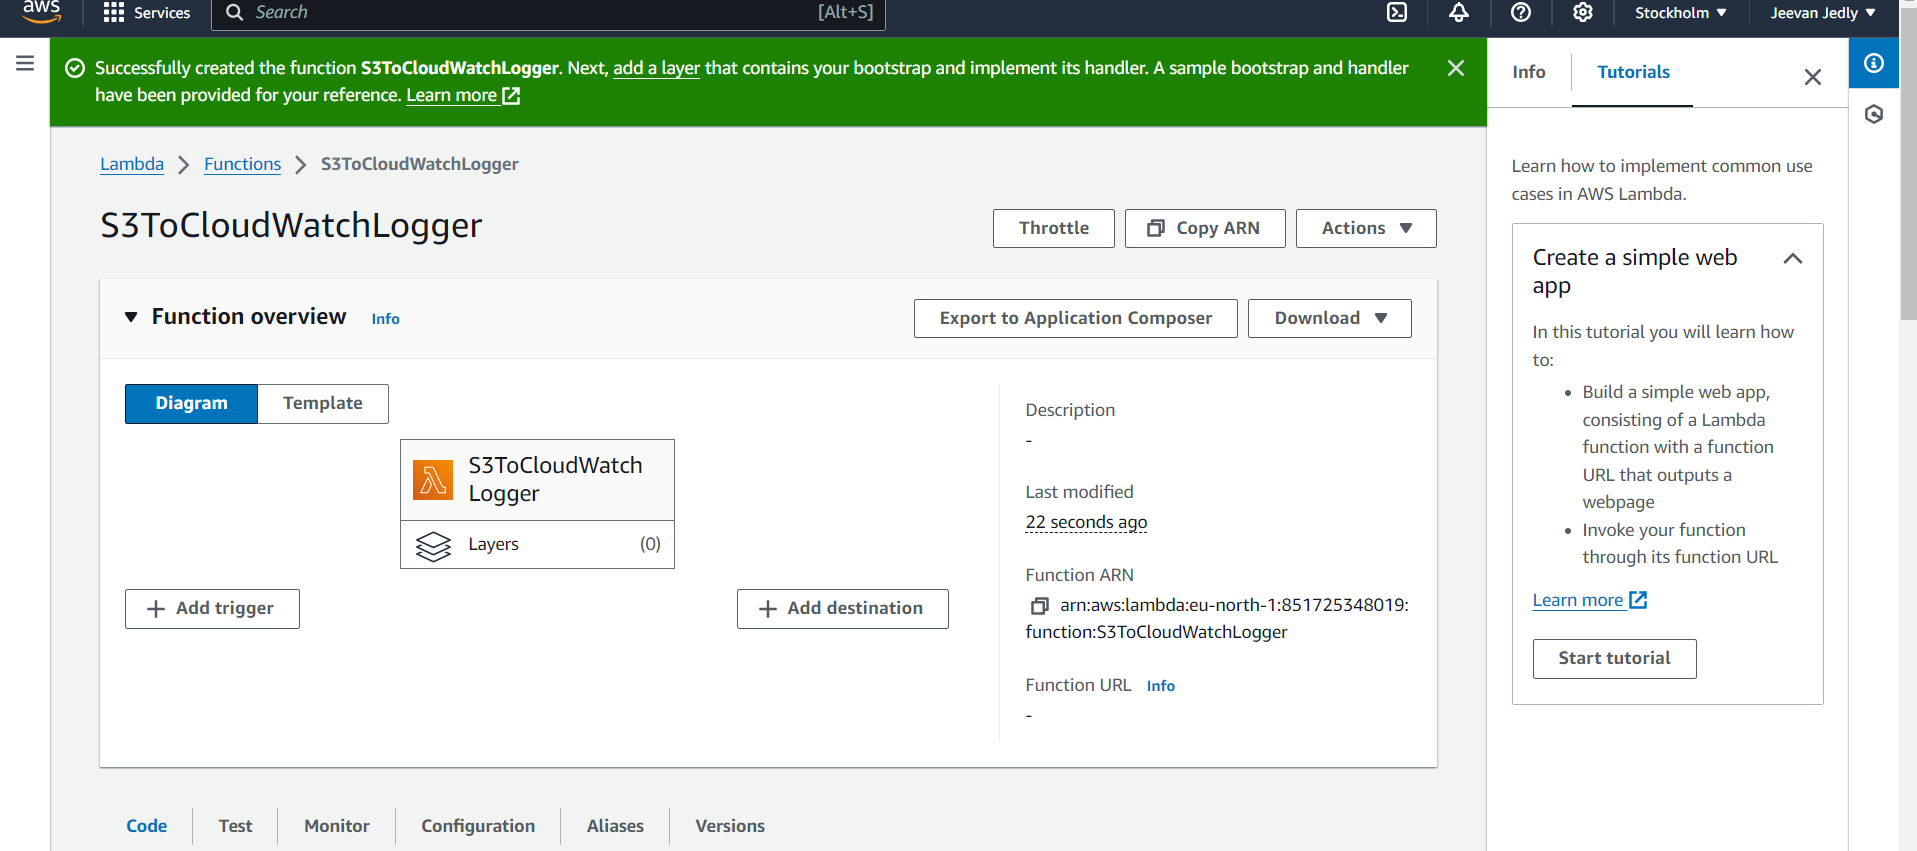 aws Services Search [Alt+S] Stockholm Jeevan Jedly
Successfully created the function S3ToCloudWatchLogger. Next, add a layer that contains your bootstrap and implement its handler. A sample bootstrap and handler
have been provided for your reference. Learn more
Lambda Functions S3ToCloudWatchLogger
S3ToCloudWatchLogger
Throttle Copy ARN Actions
Function overview Info
Export to Application Composer Download
Diagram Template
S3ToCloudWatch
Logger
Layers (0)
+ Add trigger
+ Add destination
Description
-
Last modified
22 seconds ago
Function ARN
arn:aws:lambda:eu-north-1:851725348019:
function:S3ToCloudWatchLogger
Function URL Info
-
Code Test Monitor Configuration Aliases Versions
Info Tutorials
Learn how to implement common use
cases in AWS Lambda.
Create a simple web
app
In this tutorial you will learn how
to:
• Build a simple web app,
consisting of a Lambda
function with a function
URL that outputs a
webpage
• Invoke your function
through its function URL
Learn more
Start tutorial